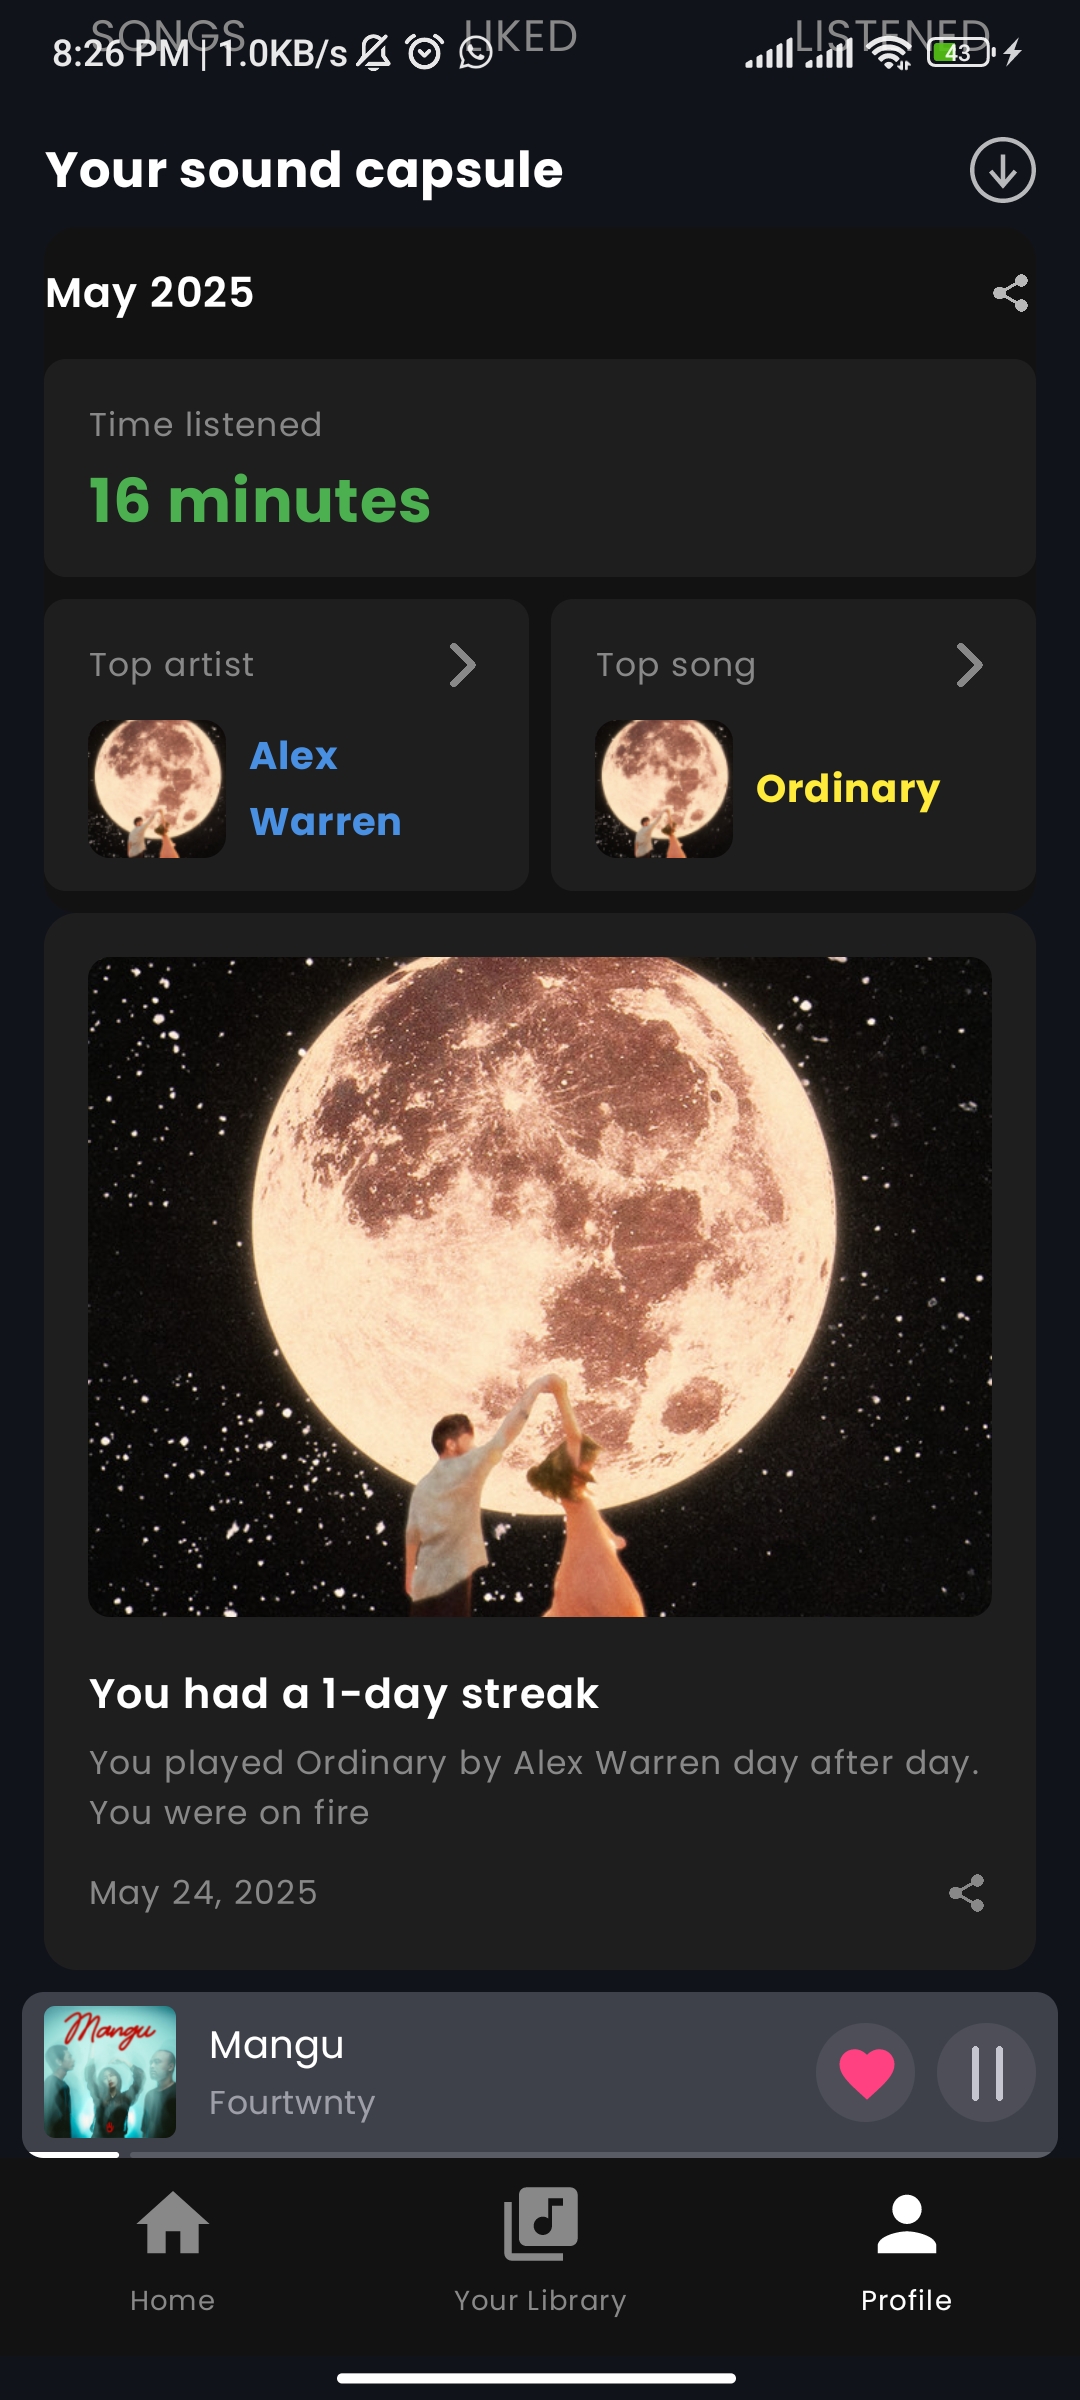 SONGS LIKED LISTENED
8:26 PM | 1.0KB/s 43
Your sound capsule
May 2025
Time listened
16 minutes
Top artist
Alex
Warren
Top song
Ordinary
You had a 1-day streak
You played Ordinary by Alex Warren day after day.
You were on fire
May 24, 2025
Mangu
Mangu
Fourtwnty
Home
Your Library
Profile